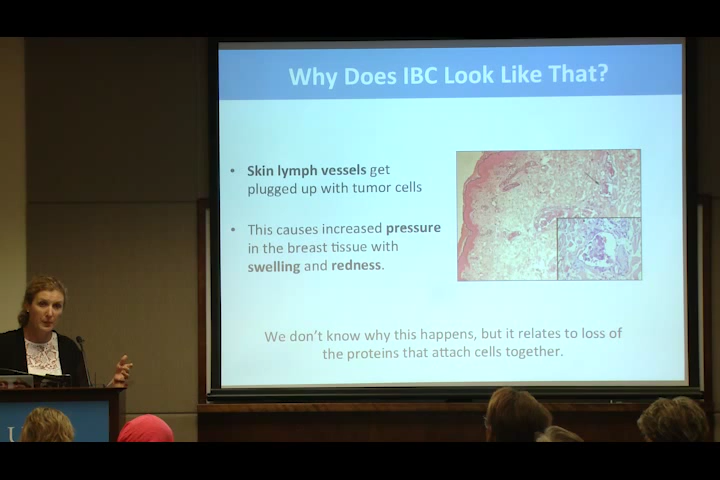 Why Does IBC Look Like That?
• Skin lymph vessels get
plugged up with tumor cells
• This causes increased pressure
in the breast tissue with
swelling and redness.
We don't know why this happens, but it relates to loss of
the proteins that attach cells together.
U